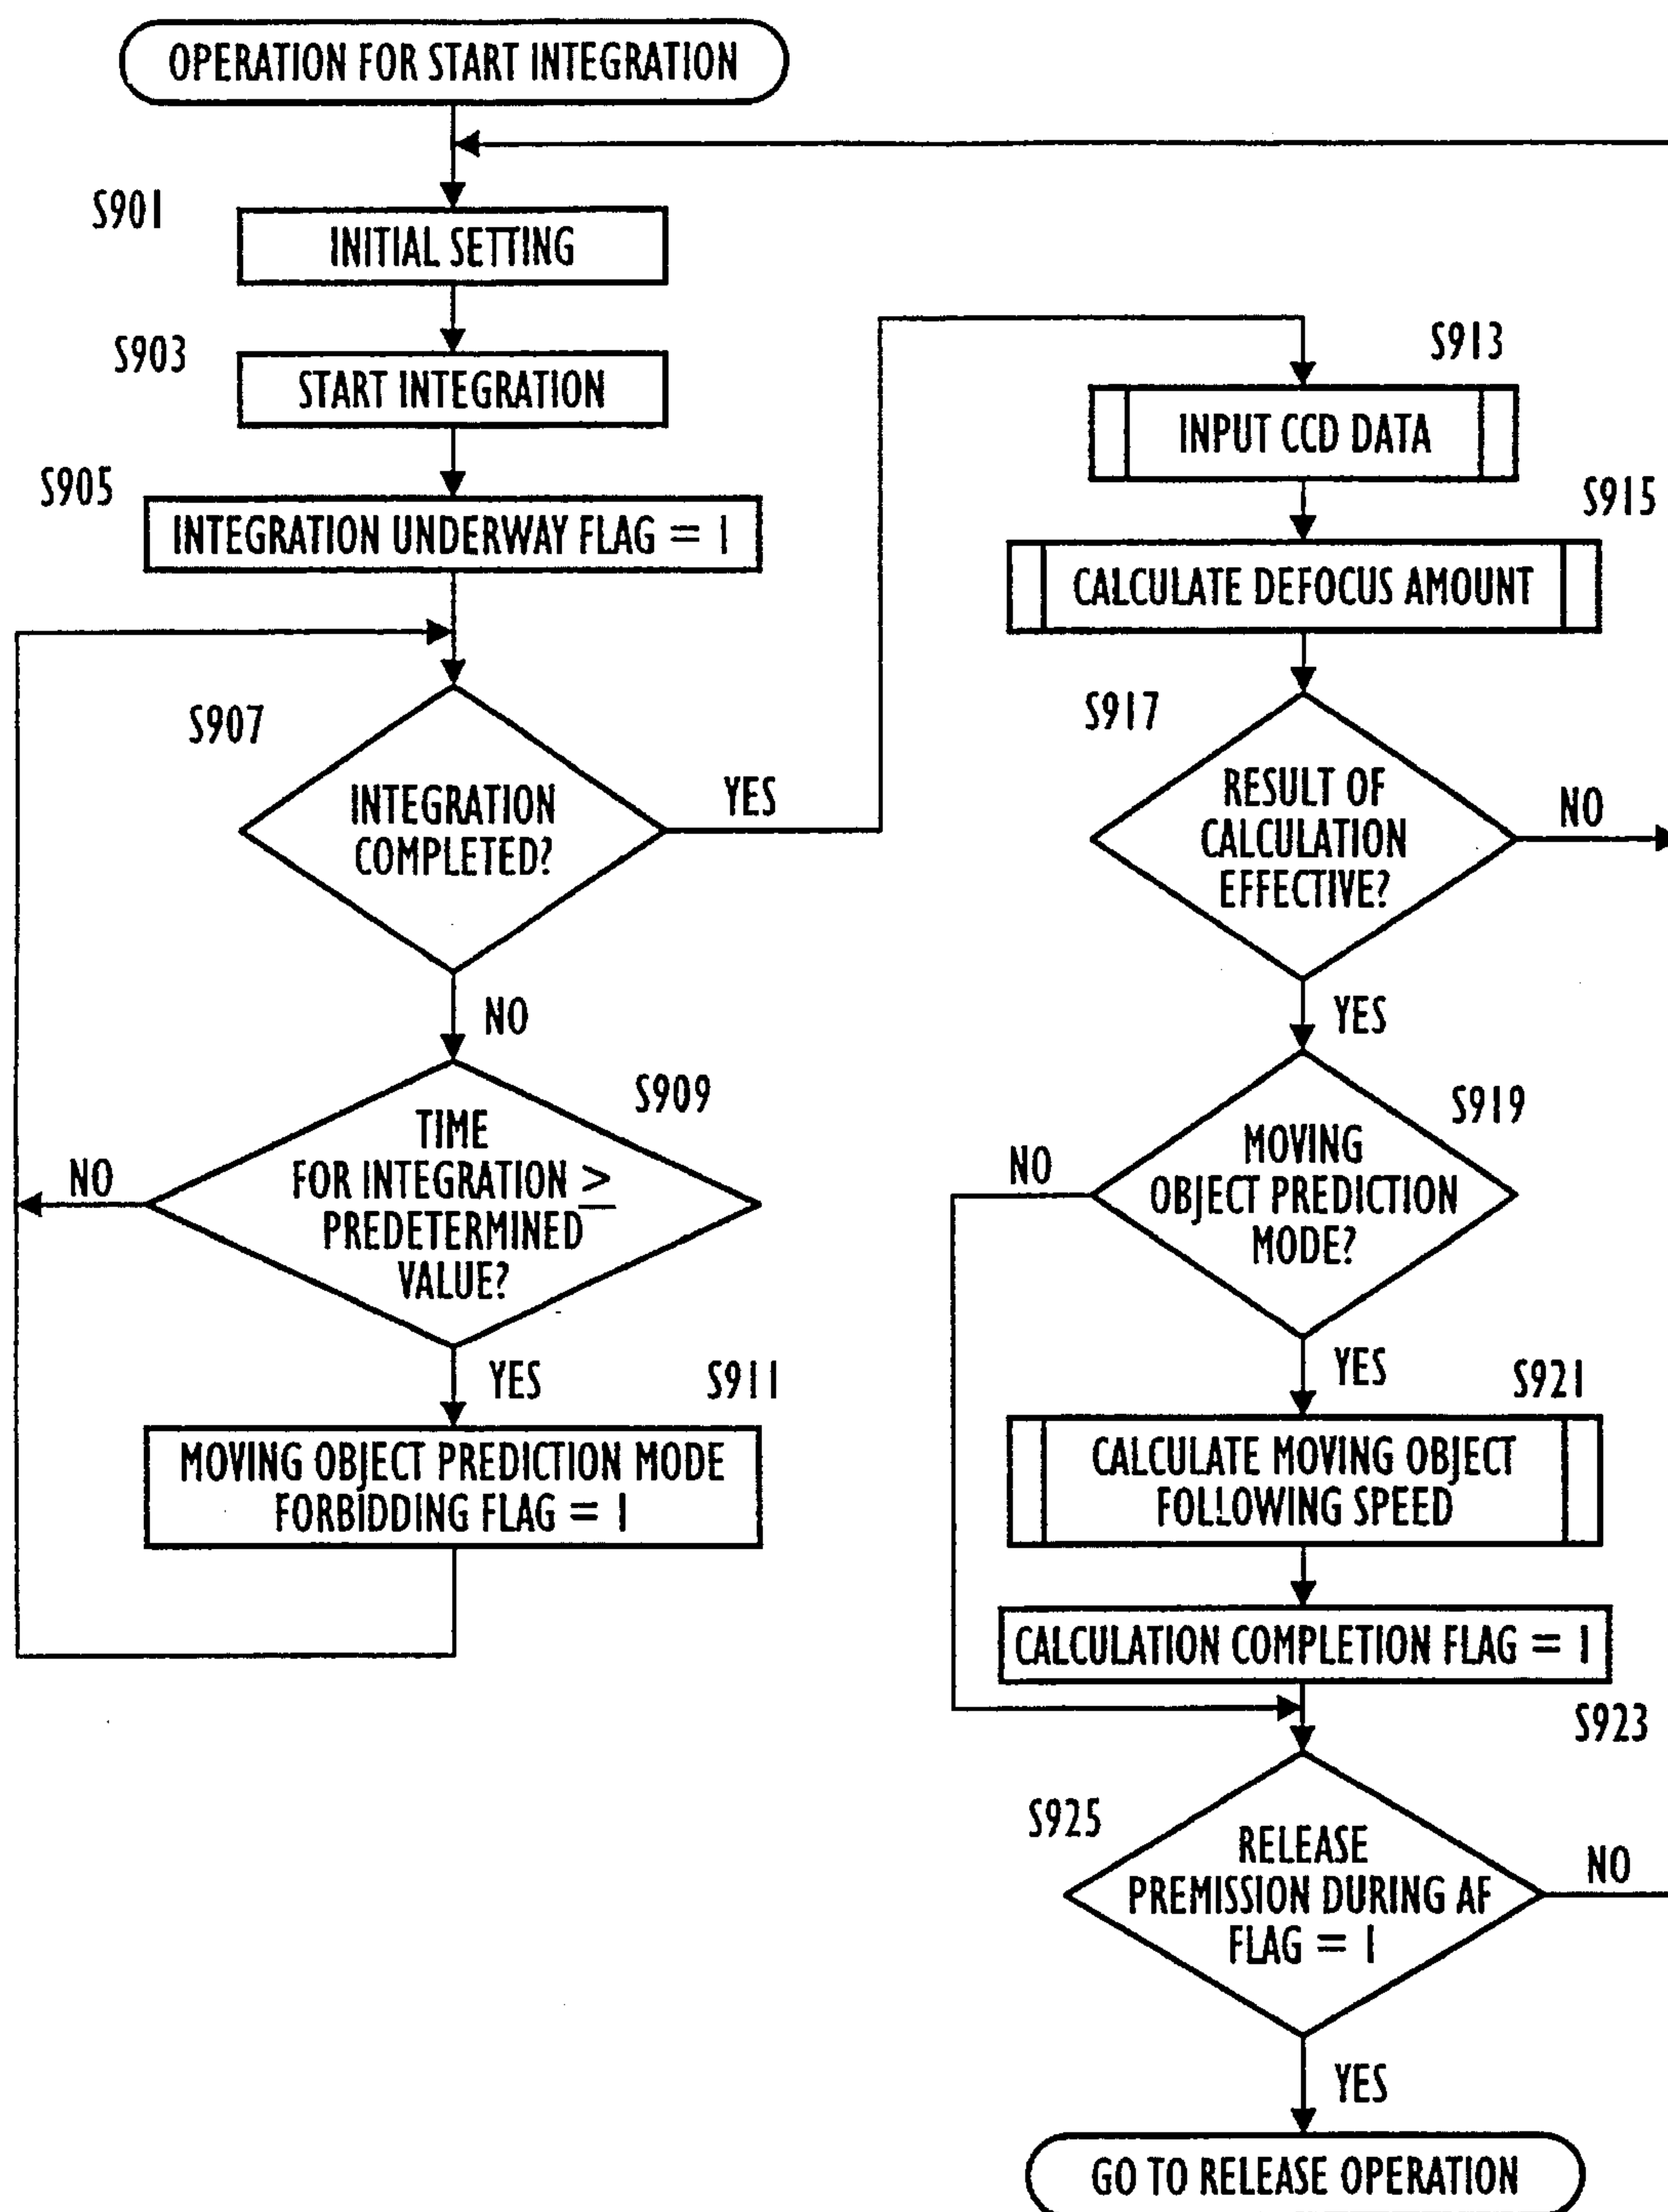 OPERATION FOR START INTEGRATION
S901
INITIAL SETTING
S903
START INTEGRATION
S905
INTEGRATION UNDERWAY FLAG = 1
S907
INTEGRATION
COMPLETED?
YES
NO
S909
TIME
FOR INTEGRATION ≥
PREDETERMINED
VALUE?
NO
YES
S911
MOVING OBJECT PREDICTION MODE
FORBIDDING FLAG = 1
S913
INPUT CCD DATA
S915
CALCULATE DEFOCUS AMOUNT
S917
RESULT OF
CALCULATION
EFFECTIVE?
NO
YES
S919
MOVING
OBJECT PREDICTION
MODE?
NO
YES
S921
CALCULATE MOVING OBJECT
FOLLOWING SPEED
CALCULATION COMPLETION FLAG = 1
S923
S925
RELEASE
PREMISSION DURING AF
FLAG = 1
NO
YES
GO TO RELEASE OPERATION